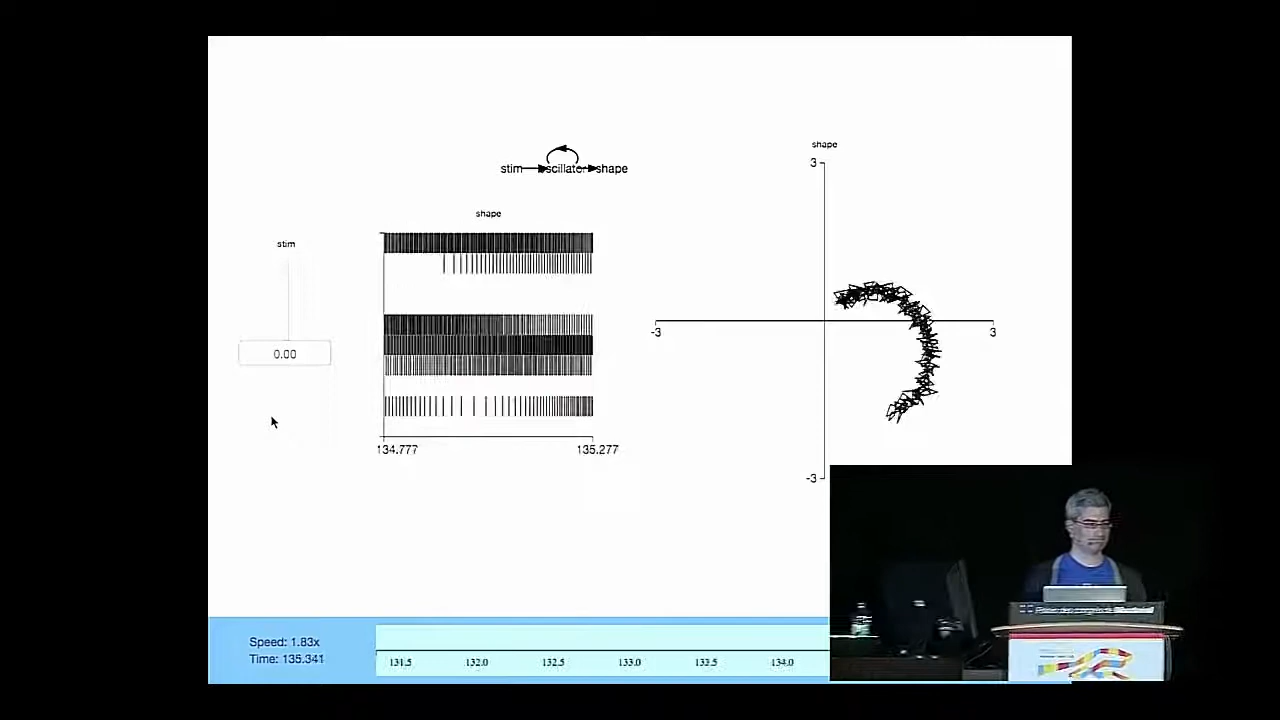 shape
3
stim scillator shape
shape
stim
-3 3
0.00
134.777 135.277
-3
Speed: 1.83x
Time: 135.341
131.5 132.0 132.5 133.0 133.5 134.0